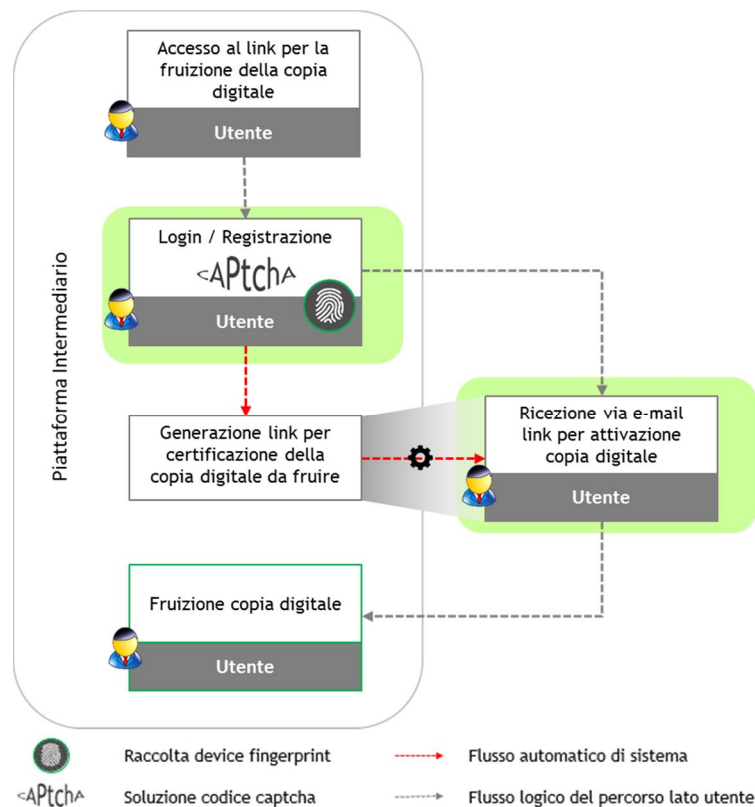 Accesso al link per la
fruizione della copia
digitale
Utente
Piattaforma Intermediario
Login / Registrazione
<APtchA
Utente
Generazione link per
certificazione della
copia digitale da fruire
Ricezione via e-mail
link per attivazione
copia digitale
Utente
Fruizione copia digitale
Utente
Raccolta device fingerprint
Flusso automatico di sistema
<APtchA
Soluzione codice captcha
Flusso logico del percorso lato utente